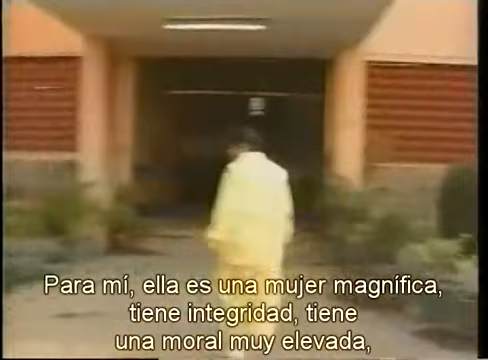 Para mí, ella es una mujer magnífica,
tiene integridad, tiene
una moral muy elevada,